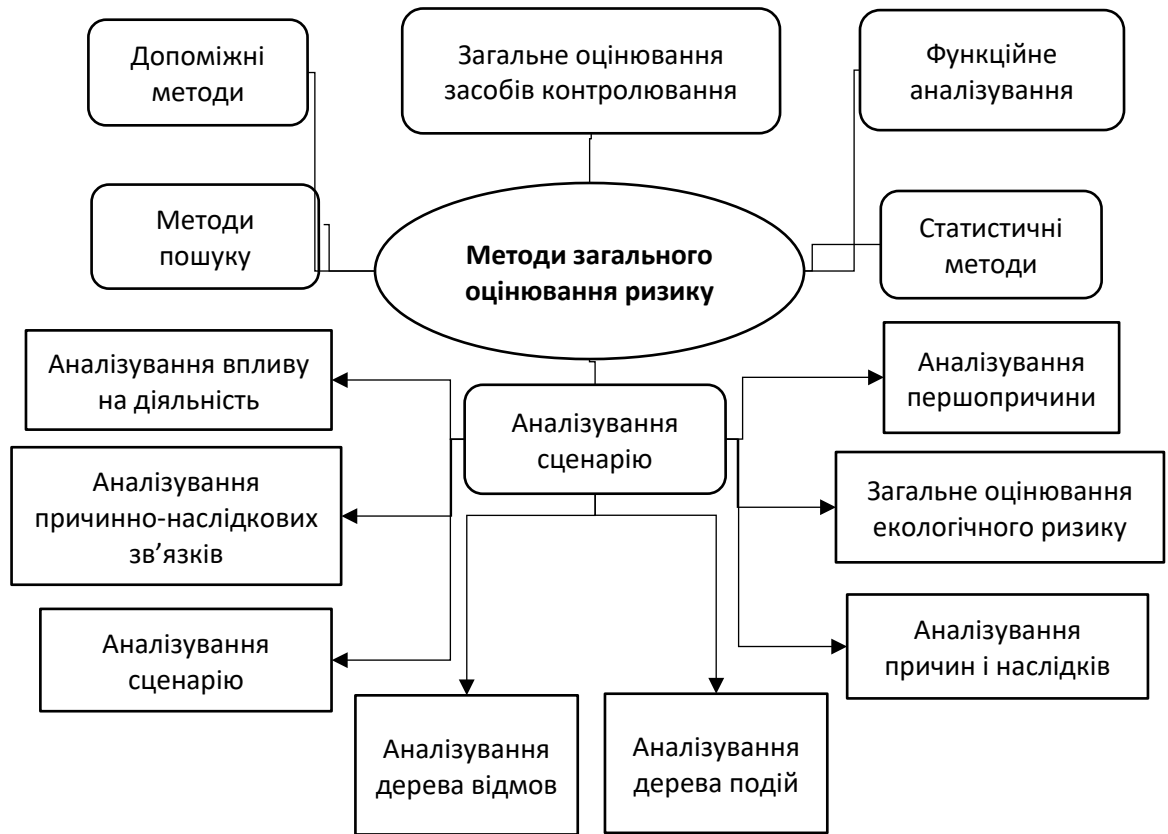 Допоміжні
методи
Загальне оцінювання
засобів контролювання
Функційне
аналізування
Методи
пошуку
Методи загального
оцінювання ризику
Статистичні
методи
Аналізування впливу
на діяльність
Аналізування
сценарію
Аналізування
першопричини
Аналізування
причинно-наслідкових
зв’язків
Загальне оцінювання
екологічного ризику
Аналізування
сценарію
Аналізування
причин і наслідків
Аналізування
дерева відмов
Аналізування
дерева подій